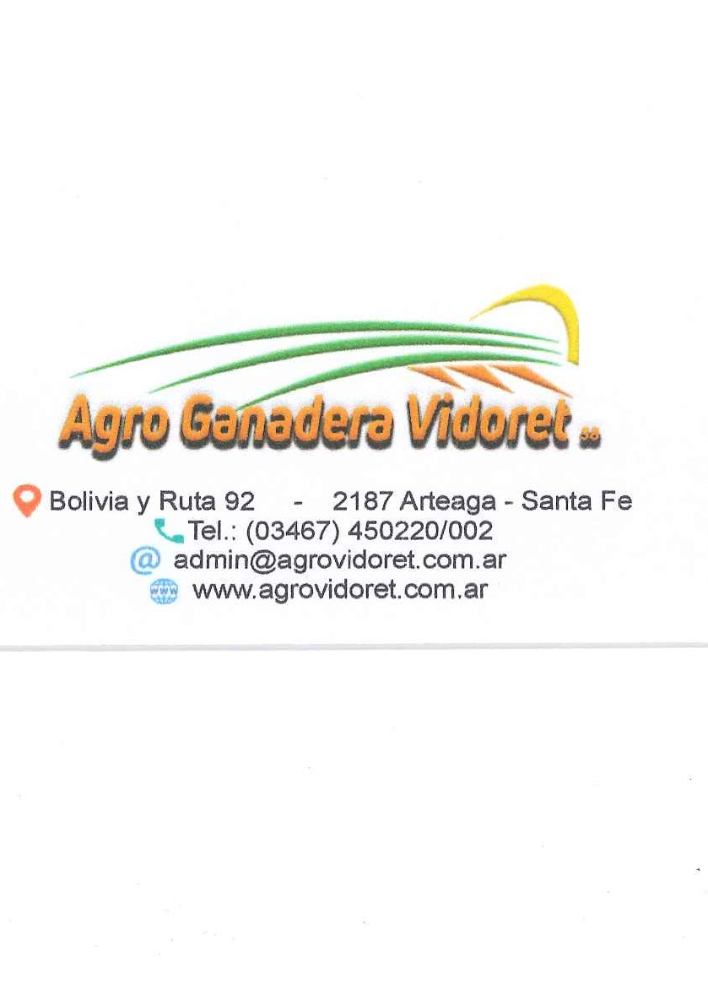 Agro Ganadera Vidoret
Bolivia y Ruta 92 - 2187 Arteaga - Santa Fe
Tel.: (03467) 450220/002
@ admin@agrovidoret.com.ar
www www.agrovidoret.com.ar